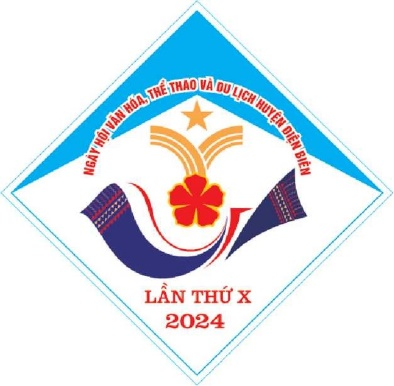 NGÀY HỘI VĂN HÓA, THỂ THAO VÀ DU LỊCH HUYỆN ĐIỆN BIÊN
LẦN THỨ X
2024